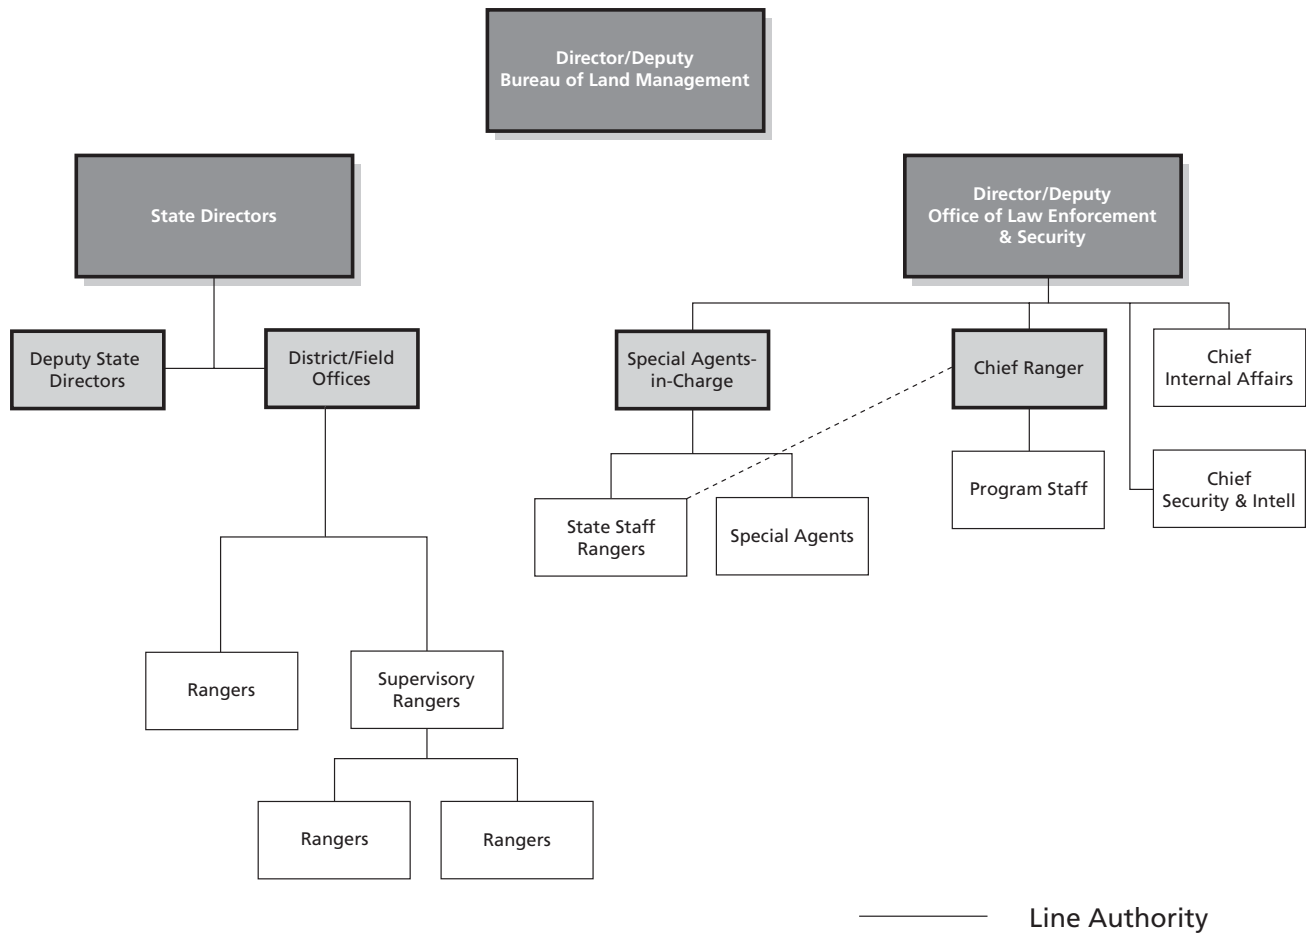 Director/Deputy
Bureau of Land Management
State Directors
Director/Deputy
Office of Law Enforcement
& Security
Deputy State
Directors
District/Field
Offices
Special Agents-
in-Charge
Chief Ranger
Chief
Internal Affairs
Program Staff
Chief
Security & Intell
State Staff
Rangers
Special Agents
Rangers
Supervisory
Rangers
Rangers
Rangers
Line Authority